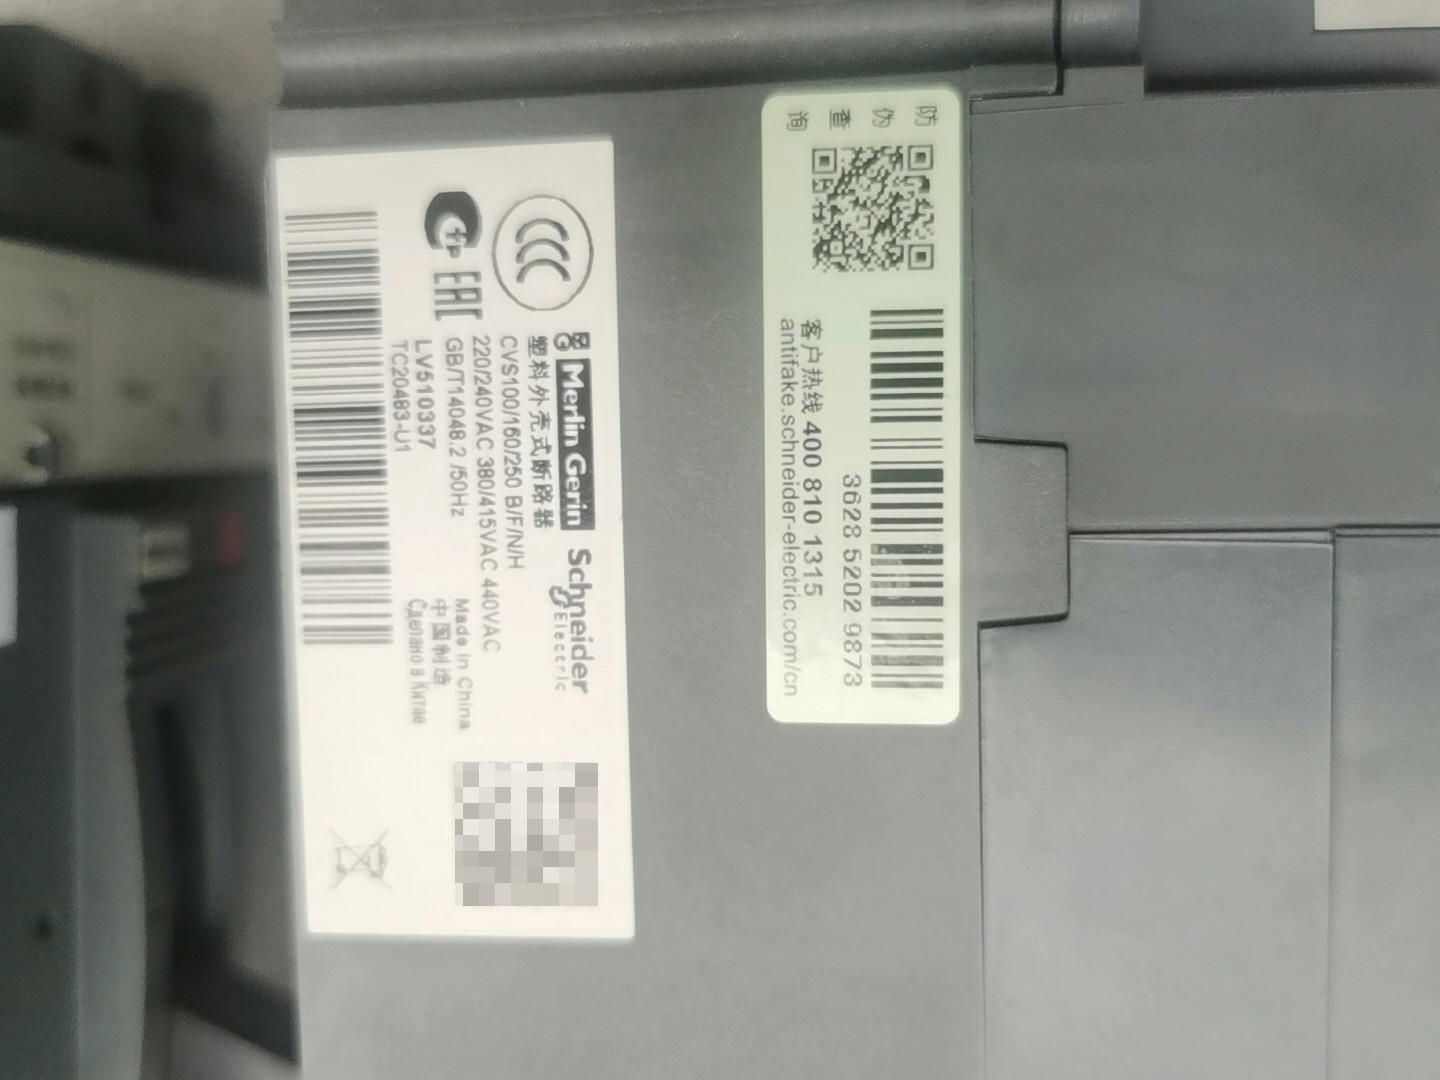 Merlin Gerin Schneider Electric
塑料外壳式断路器
CVS100/160/250 B/F/N/H
220/240VAC 380/415VAC 440VAC
GB/T14048.2 /50Hz
LV510337
TC20483-U1
Made in China
中国制造
Сделано в Китае
EAC
防伪查询
3628 5202 9873
客户热线 400 810 1315
antifake.schneider-electric.com/cn